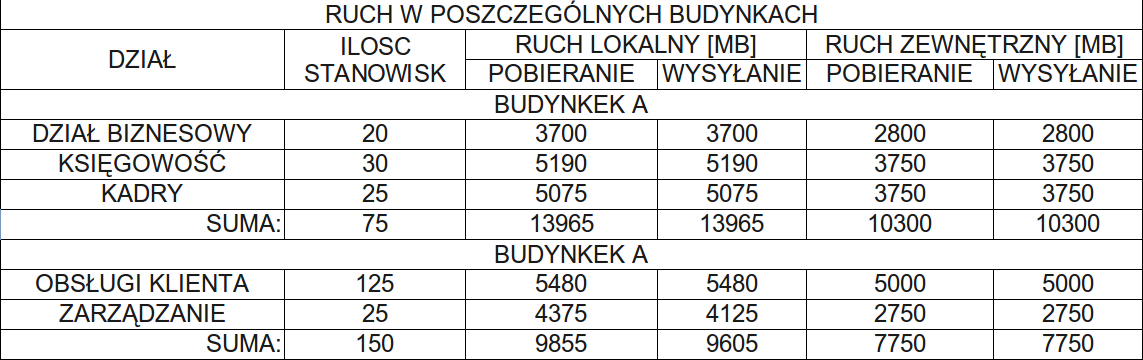 RUCH W POSZCZEGÓLNYCH BUDYNKACH
DZIAŁ ILOSC STANOWISK RUCH LOKALNY [MB] RUCH ZEWNĘTRZNY [MB]
POBIERANIE WYSYŁANIE POBIERANIE WYSYŁANIE
BUDYNKEK A
DZIAŁ BIZNESOWY 20 3700 3700 2800 2800
KSIĘGOWOŚĆ 30 5190 5190 3750 3750
KADRY 25 5075 5075 3750 3750
SUMA: 75 13965 13965 10300 10300
BUDYNKEK A
OBSŁUGI KLIENTA 125 5480 5480 5000 5000
ZARZĄDZANIE 25 4375 4125 2750 2750
SUMA: 150 9855 9605 7750 7750